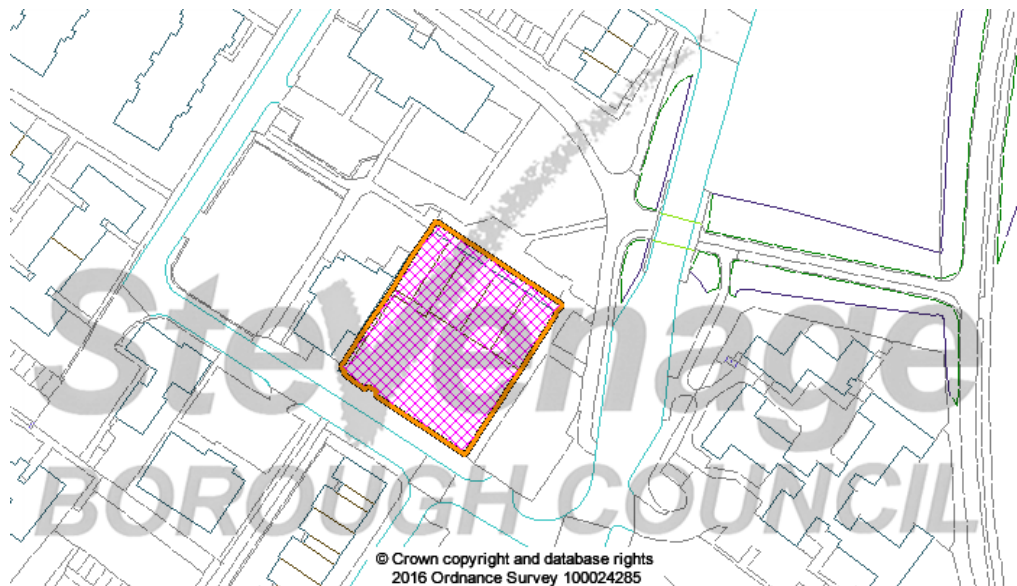 Stevenage
BOROUGH COUNCIL
© Crown copyright and database rights
2016 Ordnance Survey 100024285